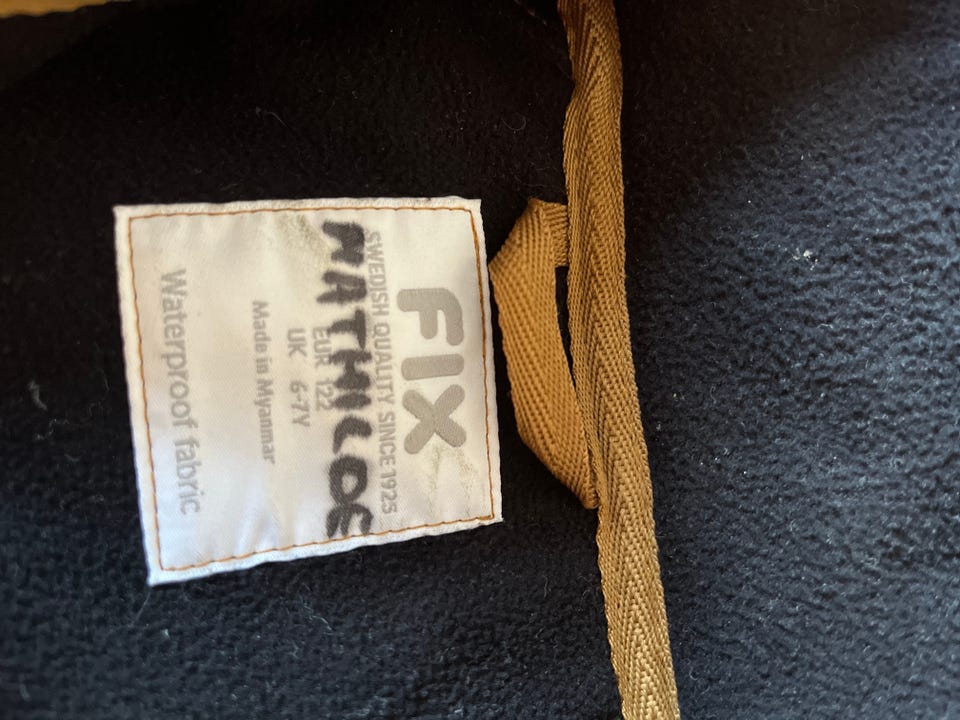 FIX
SWEDISH QUALITY SINCE 1925
MATHILDE
EUR 122
UK 6-7Y
Made in Myanmar
Waterproof fabric